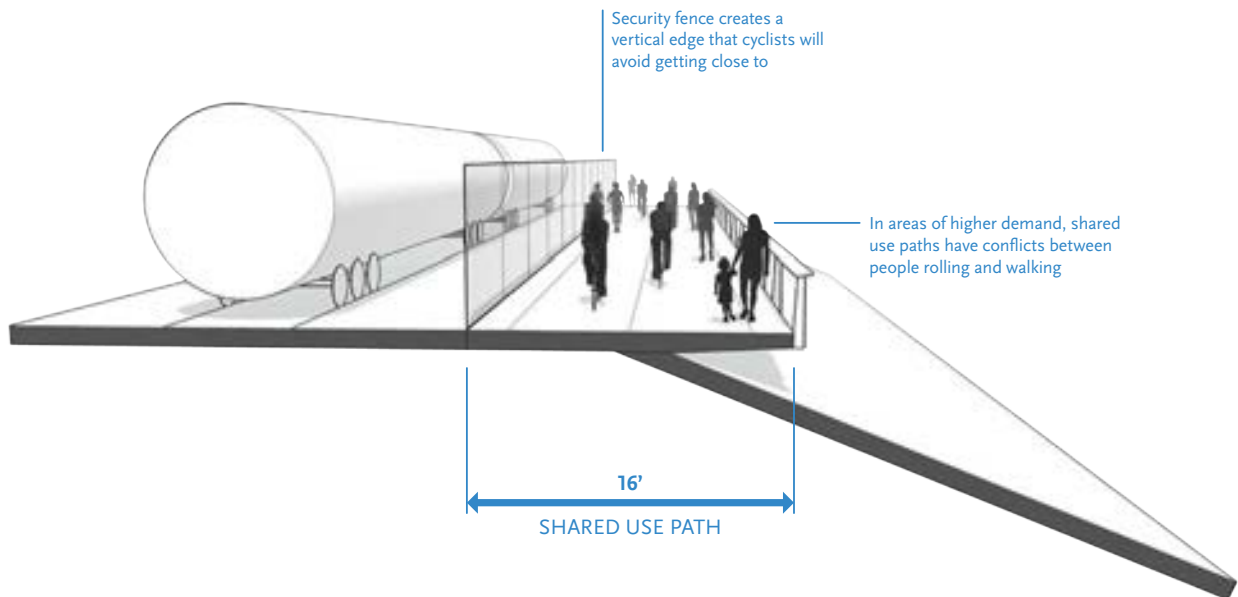 Security fence creates a
vertical edge that cyclists will
avoid getting close to
In areas of higher demand, shared
use paths have conflicts between
people rolling and walking
16’
SHARED USE PATH